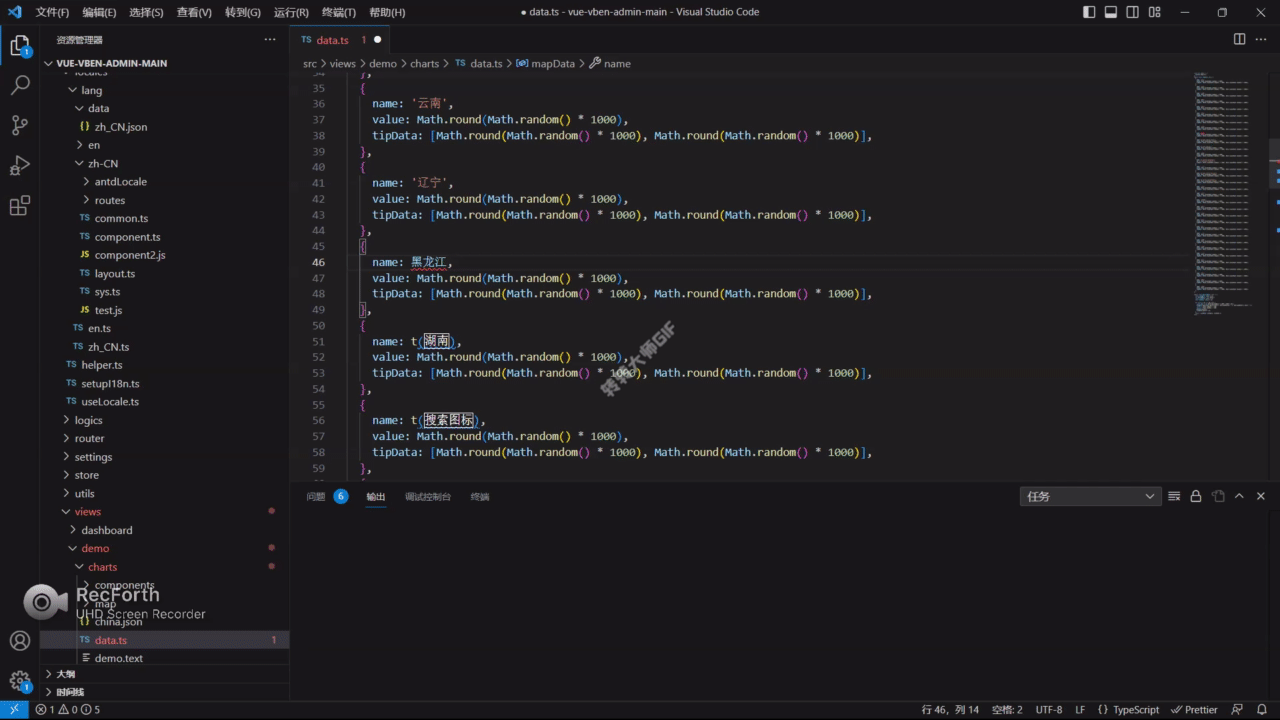 文件(F) 编辑(E) 选择(S) 查看(V) 转到(G) 运行(R) 终端(T) 帮助(H) ● data.ts - vue-vben-admin-main - Visual Studio Code
资源管理器 ···
TS data.ts 1 ●
VUE-VBEN-ADMIN-MAIN
src > views > demo > charts > TS data.ts > mapData > name
locales
lang
data
{} zh_CN.json
en
zh-CN
antdLocale
routes
TS common.ts
TS component.ts
JS component2.js
TS layout.ts
TS sys.ts
JS test.js
TS en.ts
TS zh_CN.ts
TS helper.ts
TS setupI18n.ts
TS useLocale.ts
logics
router
settings
store
utils
views
dashboard
demo
charts
components
map
{} china.json
TS data.ts 1
demo.text
大纲
时间线
RecForth
UHD Screen Recorder
34 },
35 {
36 name: '云南',
37 value: Math.round(Math.random() * 1000),
38 tipData: [Math.round(Math.random() * 1000), Math.round(Math.random() * 1000)],
39 },
40 {
41 name: '辽宁',
42 value: Math.round(Math.random() * 1000),
43 tipData: [Math.round(Math.random() * 1000), Math.round(Math.random() * 1000)],
44 },
45 {
46 name: 黑龙江,
47 value: Math.round(Math.random() * 1000),
48 tipData: [Math.round(Math.random() * 1000), Math.round(Math.random() * 1000)],
49 },
50 {
51 name: t(湖南),
52 value: Math.round(Math.random() * 1000),
53 tipData: [Math.round(Math.random() * 1000), Math.round(Math.random() * 1000)],
54 },
55 {
56 name: t(搜索图标),
57 value: Math.round(Math.random() * 1000),
58 tipData: [Math.round(Math.random() * 1000), Math.round(Math.random() * 1000)],
59 },
转转大师GIF
问题 6 输出 调试控制台 终端 任务
1 0 5 行 46，列 14 空格: 2 UTF-8 LF {} TypeScript Prettier